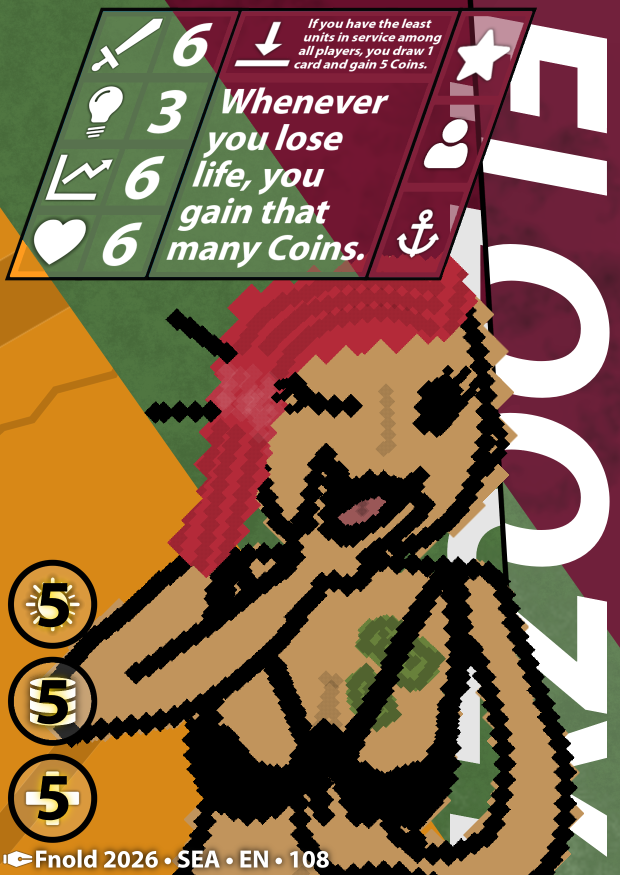 6
3
6
6
If you have the least
units in service among
all players, you draw 1
card and gain 5 Coins.
Whenever
you lose
life, you
gain that
many Coins.
FLOOZY
5
5
5
Fnold 2026 • SEA • EN • 108